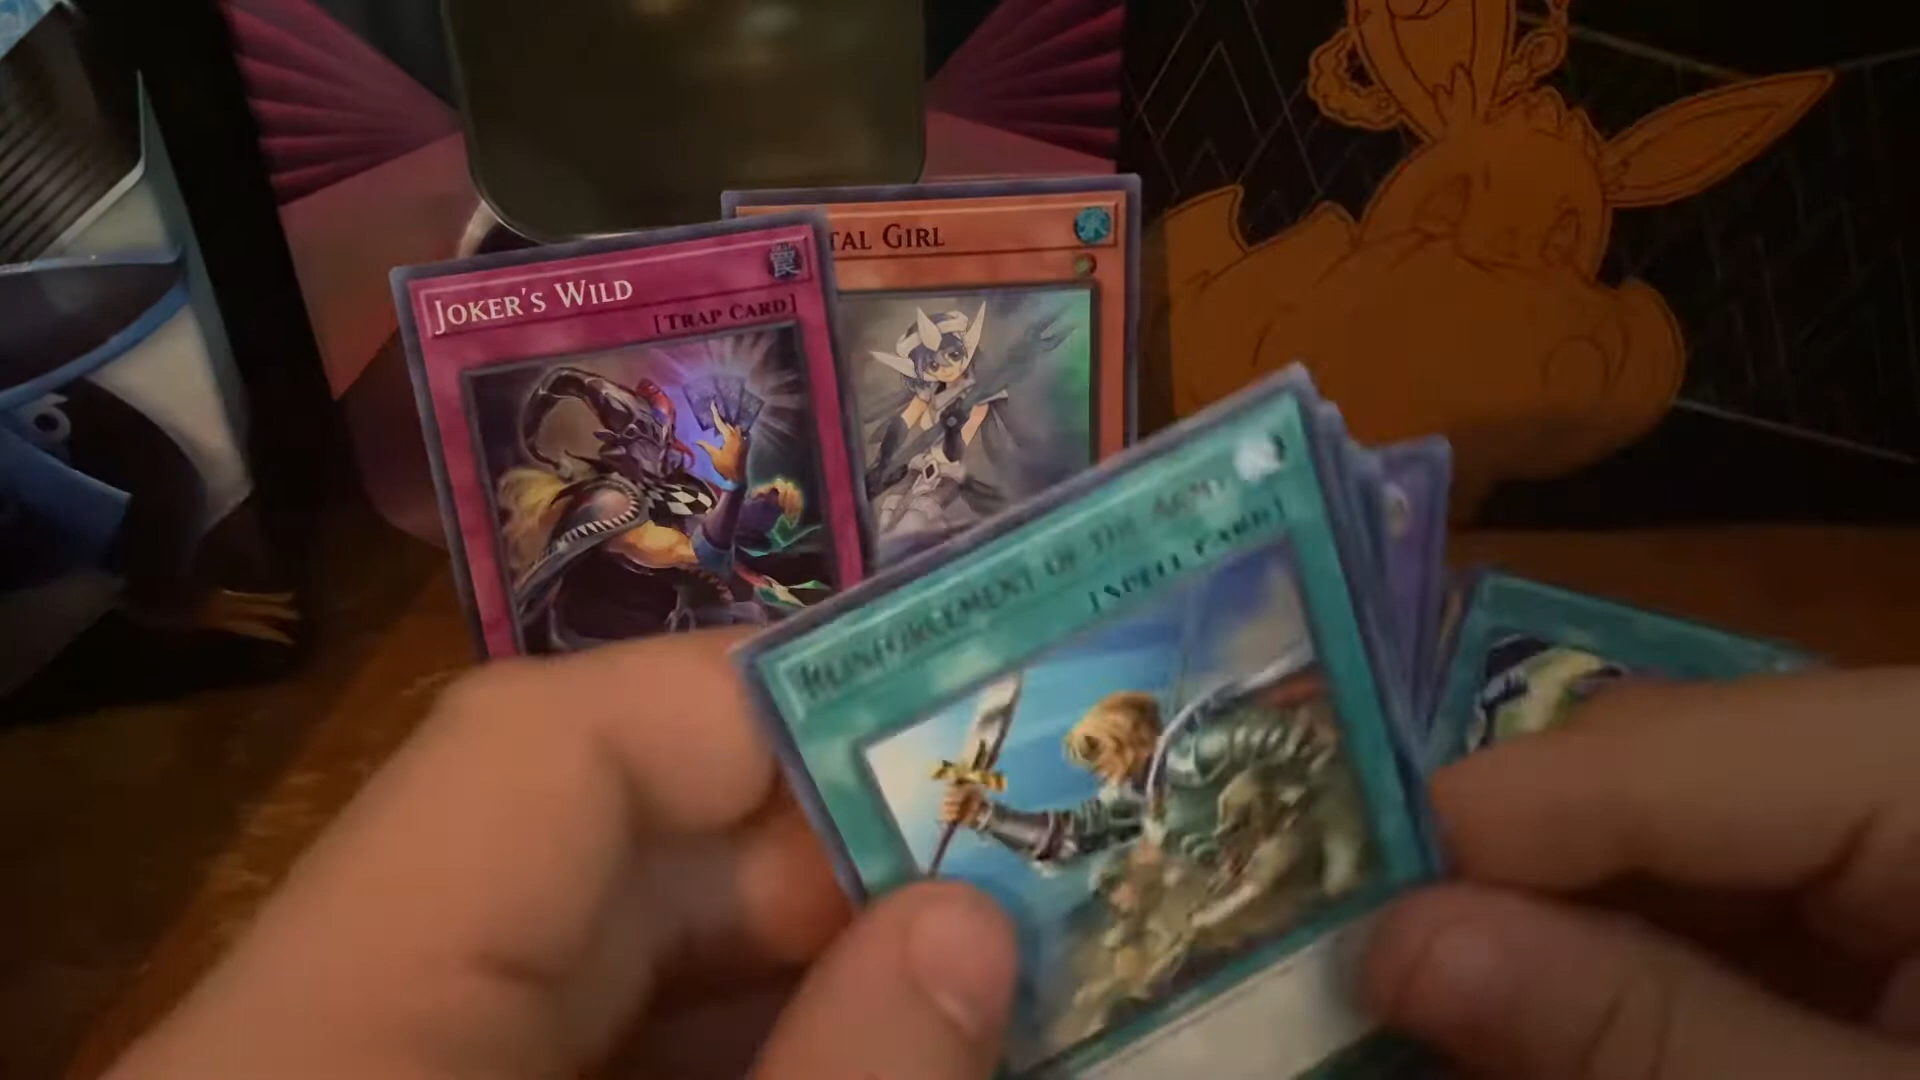 JOKER'S WILD
[TRAP CARD]
TAL GIRL
REINFORCEMENT OF THE ARMY
[SPELL CARD]